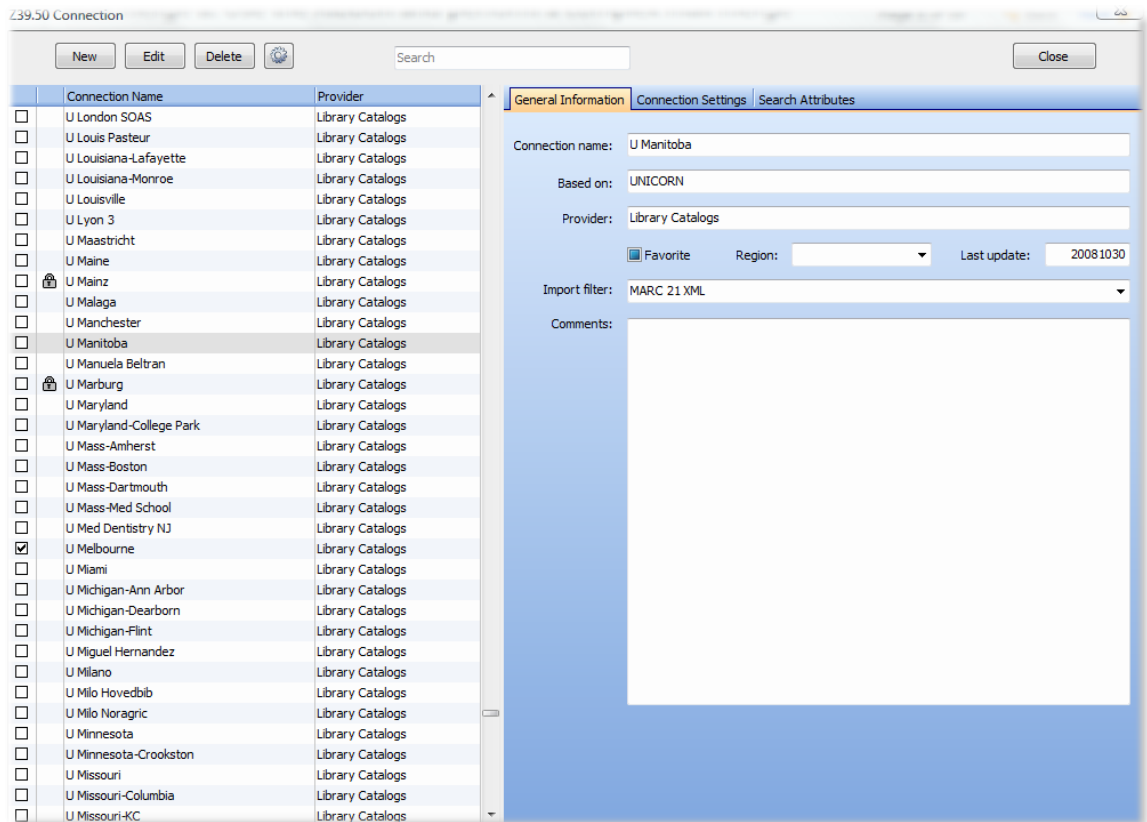 Z39.50 Connection
New Edit Delete Search Close
Connection Name Provider
U London SOAS Library Catalogs
U Louis Pasteur Library Catalogs
U Louisiana-Lafayette Library Catalogs
U Louisiana-Monroe Library Catalogs
U Louisville Library Catalogs
U Lyon 3 Library Catalogs
U Maastricht Library Catalogs
U Maine Library Catalogs
U Mainz Library Catalogs
U Malaga Library Catalogs
U Manchester Library Catalogs
U Manitoba Library Catalogs
U Manuela Beltran Library Catalogs
U Marburg Library Catalogs
U Maryland Library Catalogs
U Maryland-College Park Library Catalogs
U Mass-Amherst Library Catalogs
U Mass-Boston Library Catalogs
U Mass-Dartmouth Library Catalogs
U Mass-Med School Library Catalogs
U Med Dentistry NJ Library Catalogs
U Melbourne Library Catalogs
U Miami Library Catalogs
U Michigan-Ann Arbor Library Catalogs
U Michigan-Dearborn Library Catalogs
U Michigan-Flint Library Catalogs
U Miguel Hernandez Library Catalogs
U Milano Library Catalogs
U Milo Hovedbib Library Catalogs
U Milo Noragric Library Catalogs
U Minnesota Library Catalogs
U Minnesota-Crookston Library Catalogs
U Missouri Library Catalogs
U Missouri-Columbia Library Catalogs
U Missouri-KC Library Catalogs
General Information Connection Settings Search Attributes
Connection name: U Manitoba
Based on: UNICORN
Provider: Library Catalogs
Favorite Region: Last update: 20081030
Import filter: MARC 21 XML
Comments: